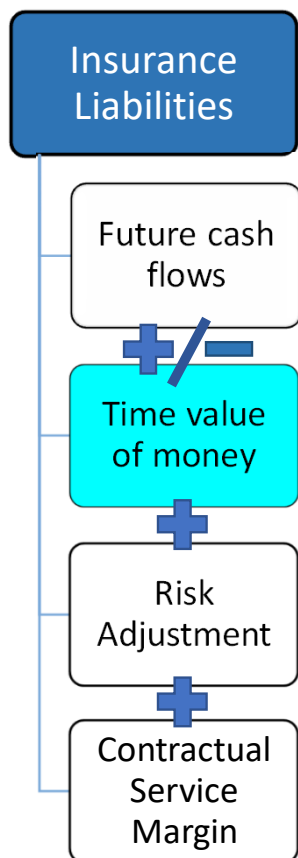 Insurance
Liabilities
Future cash
flows
Time value
of money
Risk
Adjustment
Contractual
Service
Margin